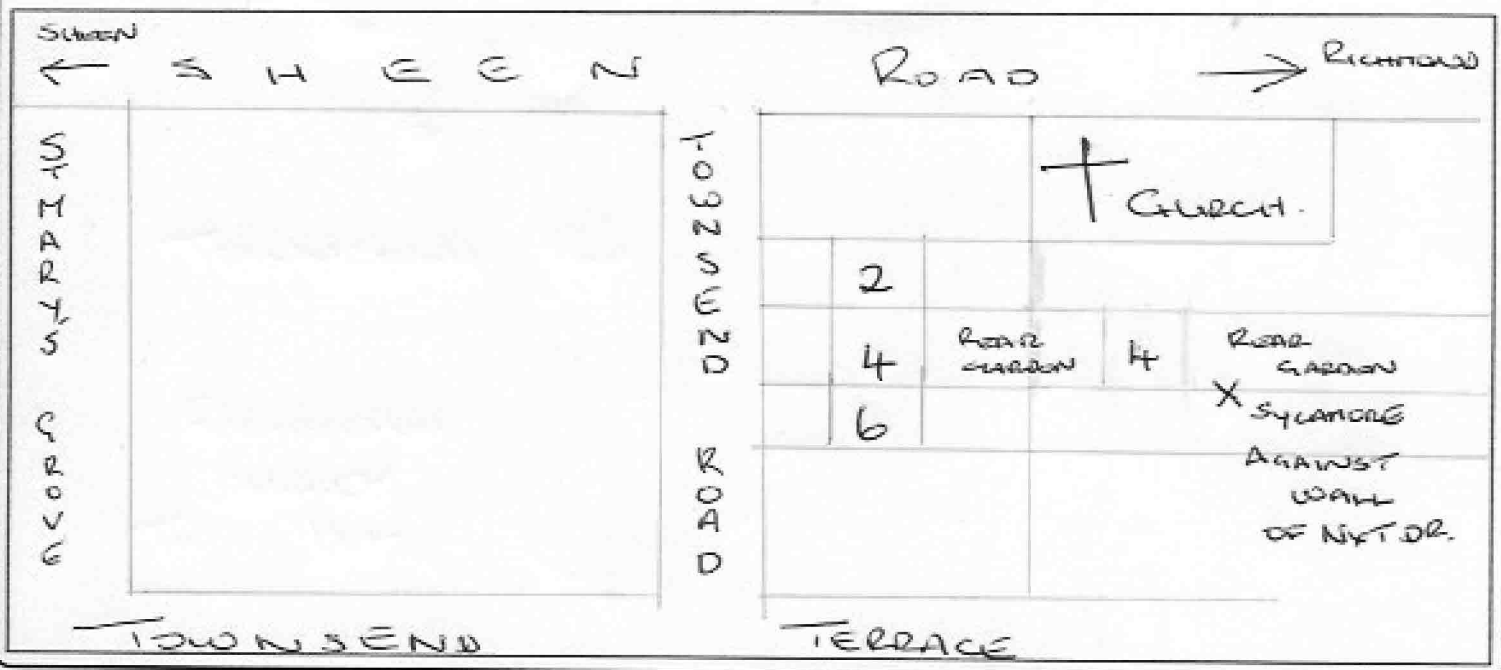 SHEEN
← SHEEN ROAD → RICHMOND
ST MARY'S GROVE
TOWNSEND ROAD
CHURCH.
2
4
REAR
GARDEN
4
REAR
GARDEN
6
X SYCAMORE
AGAINST
WALL
OF NXT DR.
TOWNSEND TERRACE